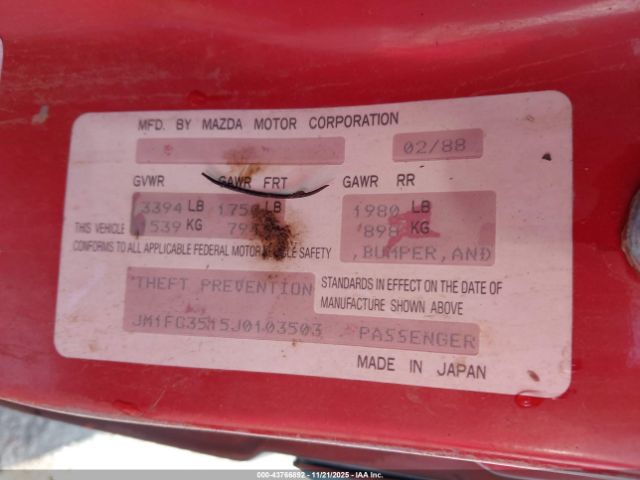 MFD. BY MAZDA MOTOR CORPORATION
02/88
GVWR GAWR FRT GAWR RR
3394 LB LB 1980 LB
THIS VEHICLE 1539 KG 898 KG
CONFORMS TO ALL APPLICABLE FEDERAL MOTOR SAFETY ,BUMPER,AND
THEFT PREVENTION STANDARDS IN EFFECT ON THE DATE OF
MANUFACTURE SHOWN ABOVE
PASSENGER
MADE IN JAPAN
000-43766892 11/21/2025